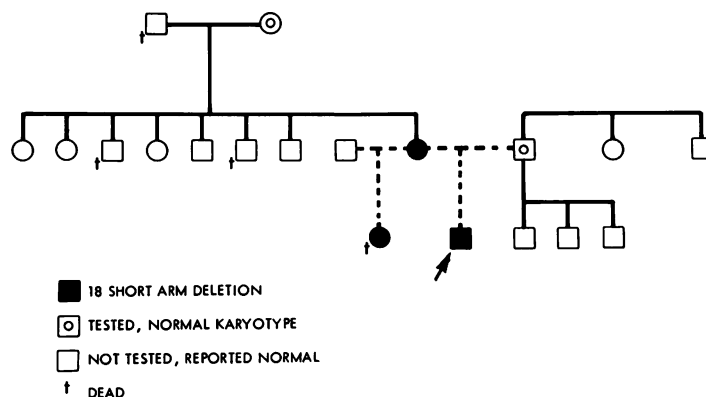 18 SHORT ARM DELETION
TESTED, NORMAL KARYOTYPE
NOT TESTED, REPORTED NORMAL
† DEAD